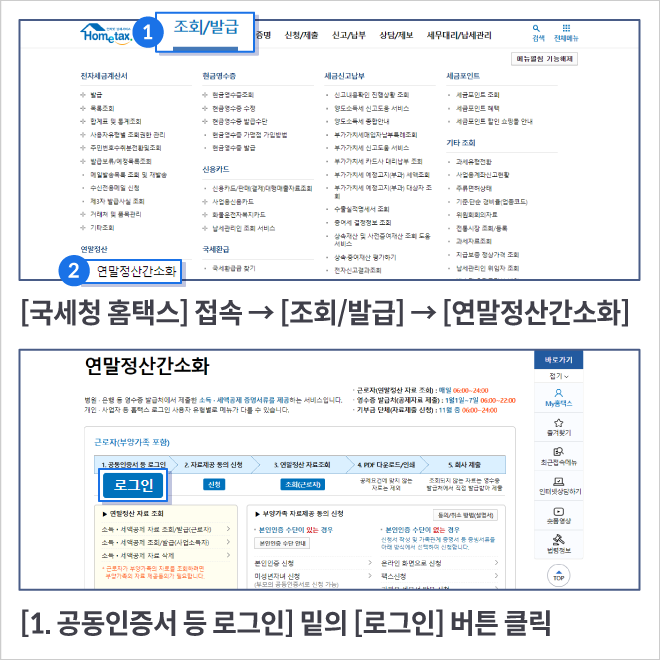 Hometax.
1
조회/발급
증명
신청/제출
신고/납부
상담/제보
세무대리/납세관리
검색
전체메뉴
메뉴열림 기능해제
전자세금계산서
발급
목록조회
합계표 및 통계조회
사용자유형별 조회권한 관리
주민번호수취분전환및조회
발급보류/예정목록조회
메일발송목록 조회 및 재발송
수신전용메일 신청
제3자 발급사실 조회
거래처 및 품목관리
기타조회
연말정산
2
연말정산간소화
현금영수증
현금영수증조회
현금영수증 수정
현금영수증 발급수단
현금영수증 가맹점 가입방법
현금영수증 발급
신용카드
신용카드/판매(결제)대행매출자료조회
사업용신용카드
화물운전자복지카드
납세관리인 조회 서비스
국세환급
국세환급금 찾기
세금신고납부
신고내용확인 진행상황 조회
양도소득세 신고도움 서비스
양도소득세 종합안내
부가가치세매입자납부특례조회
부가가치세 신고도움 서비스
부가가치세 카드사 대리납부 조회
부가가치세 예정고지(부과) 세액조회
부가가치세 예정고지(부과) 대상자 조
회
수출실적명세서 조회
증여세 결정정보 조회
상속재산 및 사전증여재산 조회 도움
서비스
상속·증여재산 평가하기
전자신고결과조회
세금포인트
세금포인트 조회
세금포인트 혜택
세금포인트 할인 쇼핑몰 안내
기타 조회
과세유형전환
사업용계좌신고현황
주류면허상태
기준·단순 경비율(업종코드)
위원회회의자료
전통시장 조회/등록
과세자료조회
지급보증 정상가격 조회
납세관리인 위임자 조회
[국세청 홈택스] 접속 → [조회/발급] → [연말정산간소화]
연말정산간소화
병원·은행 등 영수증 발급처에서 제출된 소득·세액공제 증명서류를 제공하는 서비스입니다.
개인·사업자 등 홈택스 로그인 사용자 유형별로 메뉴가 다를 수 있습니다.
· 근로자(연말정산 자료 조회) : 매일 06:00~24:00
· 영수증 발급처(공제자료 제출) : 1월1일~7일 06:00~22:00
· 기부금 단체(자료제출 신청) : 11월 중 06:00~24:00
근로자(부양가족 포함)
1. 공동인증서 등 로그인
2. 자료제공 동의 신청
3. 연말정산 자료조회
4. PDF 다운로드/인쇄
5. 회사 제출
로그인
신청
조회(근로자)
공제요건에 맞지 않는
자료는 제외
조회되지 않는 자료는 영수증
발급처에서 직접 발급받아 제출
▶ 연말정산 자료 조회
소득·세액공제 자료 조회/발급(근로자)
소득·세액공제 조회/발급(사업소득자)
소득·세액공제 자료 삭제
* 근로자가 부양가족의 자료를 조회하려면
부양가족의 자료 제공동의가 필요합니다.
▶ 부양가족 자료제공 동의 신청
동의/취소 방법(설명서)
· 본인인증 수단이 있는 경우
본인인증 수단 안내
본인인증 신청
미성년자녀 신청
(부모의 공동인증서로 신청 가능)
· 본인인증 수단이 없는 경우
신청서 작성 및 가족관계 증명서 등 증빙서류를
아래 방식에서 선택하여 신청합니다.
온라인 화면으로 신청
팩스신청
바로가기
접기
My홈택스
즐겨찾기
최근접속메뉴
인터넷상담하기
숏폼영상
법령정보
TOP
[1. 공동인증서 등 로그인] 밑의 [로그인] 버튼 클릭